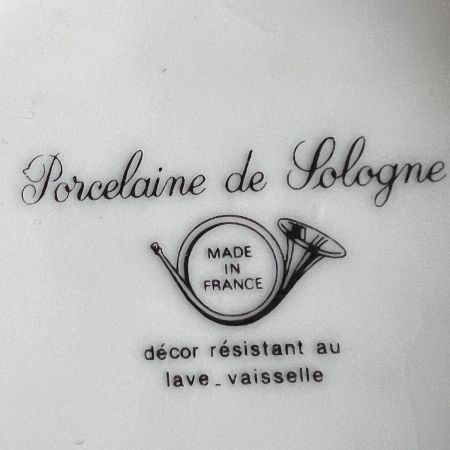 Porcelaine de Sologne
MADE
IN
FRANCE
décor résistant au
lave_vaisselle